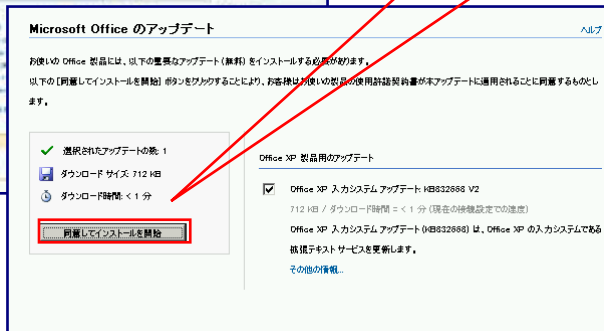 Microsoft Office のアップデート
ヘルプ
お使いの Office 製品には、以下の重要なアップデート (無料) をインストールする必要があります。
以下の [同意してインストールを開始] ボタンをクリックすることにより、お客様はお使いの製品の使用許諾契約書が本アップデートに適用されることに同意するものとし
ます。
選択されたアップデートの数: 1
ダウンロード サイズ: 712 KB
ダウンロード時間: < 1 分
同意してインストールを開始
Office XP 製品用のアップデート
Office XP 入力システム アップデート: KB832668 V2
712 KB / ダウンロード時間 = < 1 分 (現在の接続設定での速度)
Office XP 入力システム アップデート (KB832668) は、Office XP の入力システムである
拡張テキスト サービスを更新します。
その他の情報...